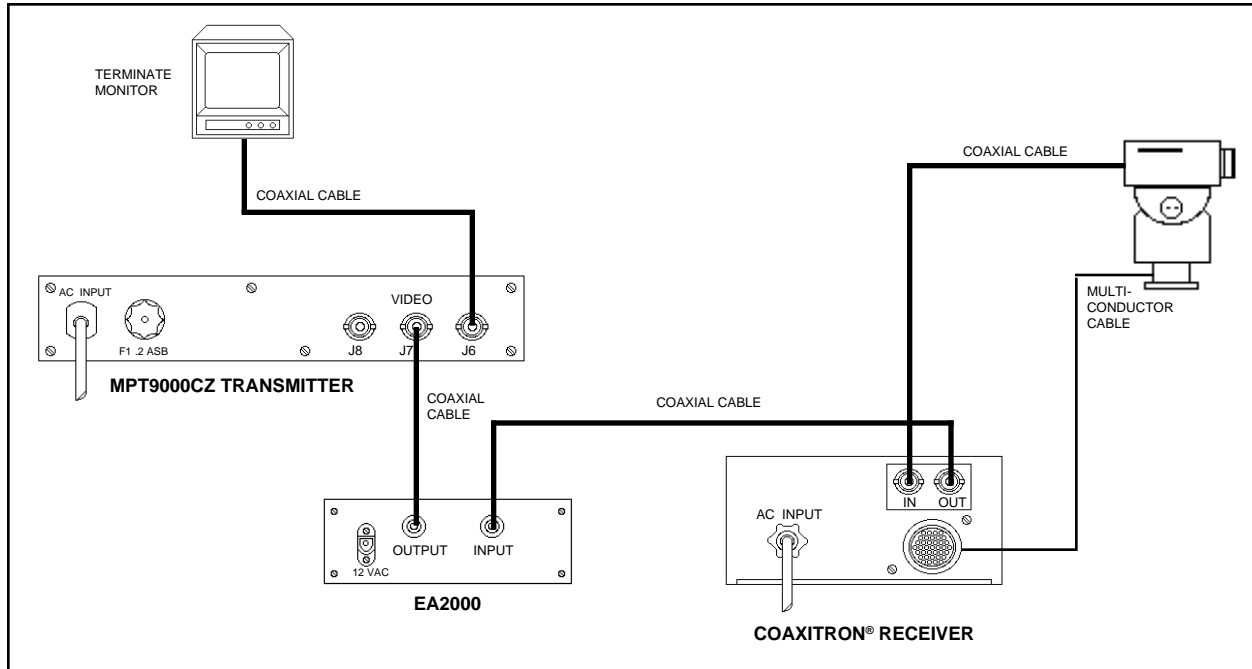 TERMINATE
MONITOR
COAXIAL CABLE
COAXIAL CABLE
AC INPUT
F1 .2 ASB
VIDEO
J8
J7
J6
MPT9000CZ TRANSMITTER
MULTI-
CONDUCTOR
CABLE
COAXIAL
CABLE
COAXIAL CABLE
12 VAC
OUTPUT
INPUT
EA2000
IN
OUT
AC INPUT
COAXITRON® RECEIVER